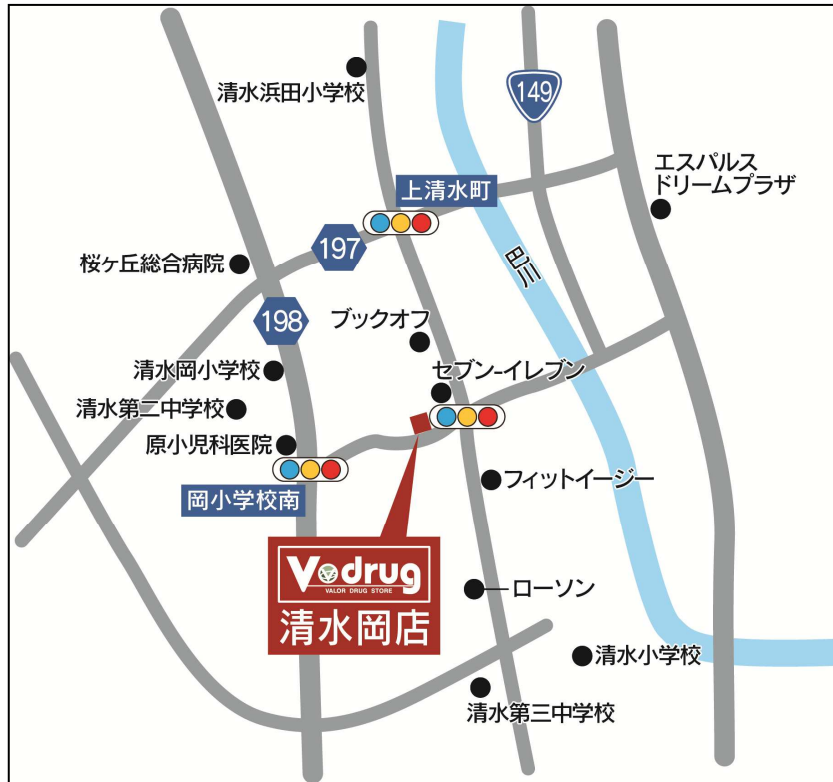 清水浜田小学校
149
エスパルス
ドリームプラザ
上清水町
197
桜ヶ丘総合病院
巴川
198
ブックオフ
清水岡小学校
セブン-イレブン
清水第二中学校
原小児科医院
岡小学校南
フィットイージー
V drug
VALOR DRUG STORE
清水岡店
ローソン
清水小学校
清水第三中学校